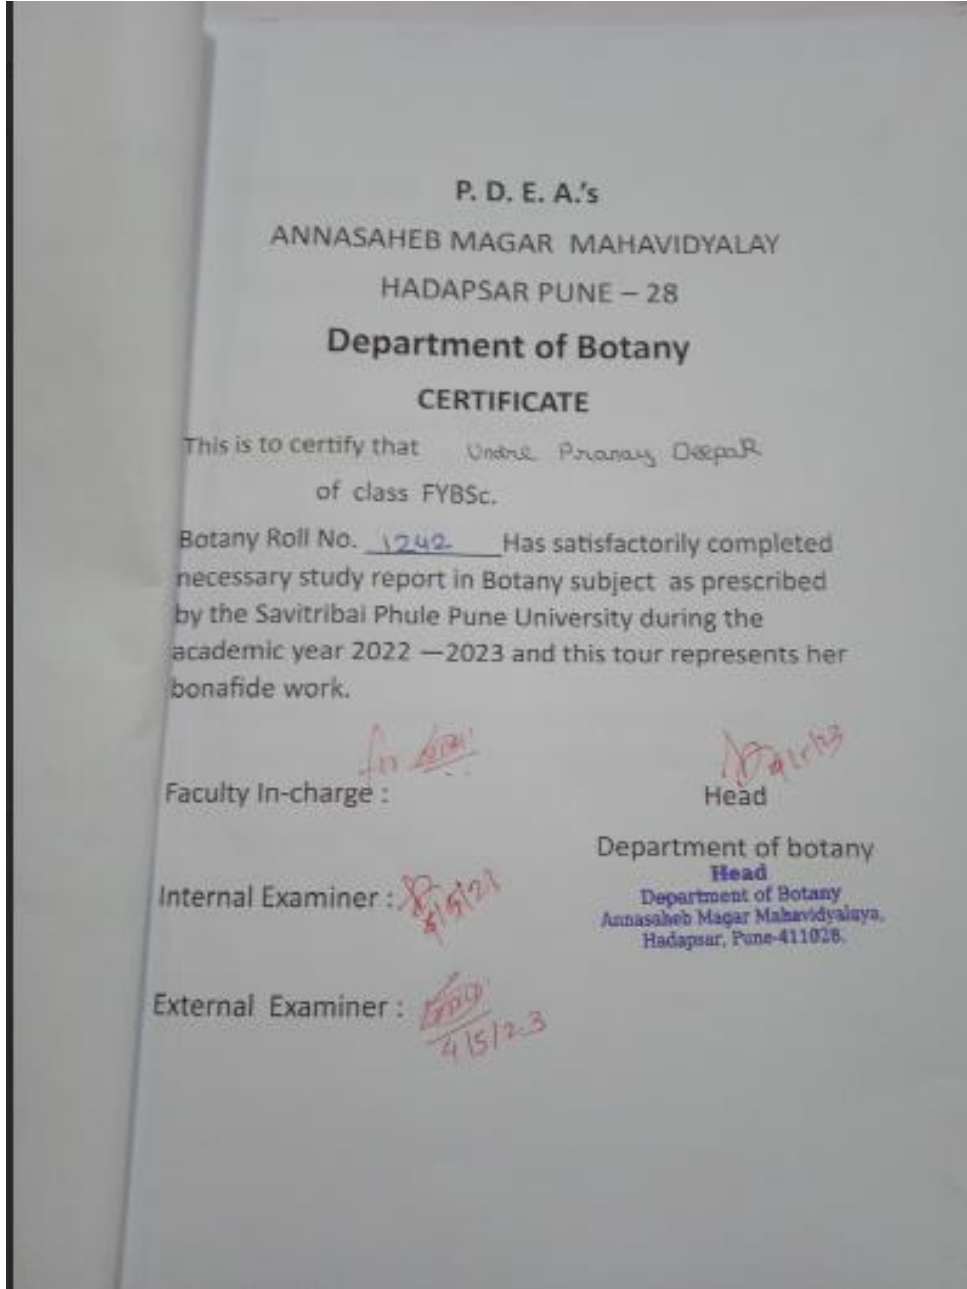 P. D. E. A.'s
ANNASAHEB MAGAR MAHAVIDYALAY
HADAPSAR PUNE – 28
Department of Botany
CERTIFICATE
This is to certify that Undre Pranay Deepak
of class FYBSc.
Botany Roll No. 1242 Has satisfactorily completed
necessary study report in Botany subject as prescribed
by the Savitribai Phule Pune University during the
academic year 2022 —2023 and this tour represents her
bonafide work.
Faculty In-charge :
Head
Department of botany
Head
Department of Botany
Annasaheb Magar Mahavidyalaya,
Hadapsar, Pune-411028.
Internal Examiner :
External Examiner :
4/5/23